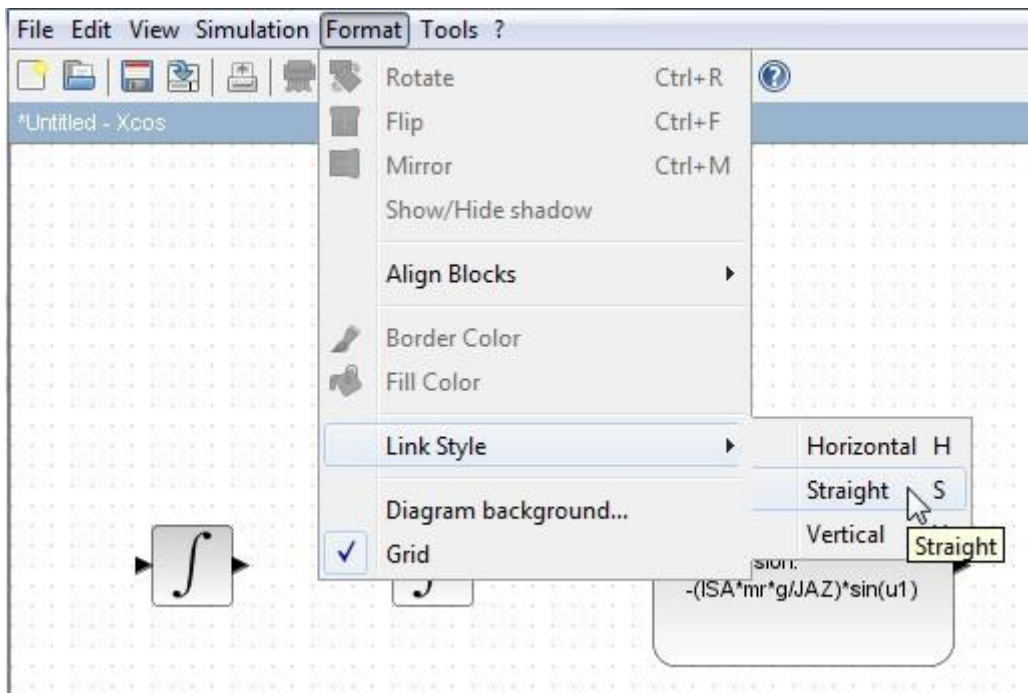 File Edit View Simulation Format Tools ?
*Untitled - Xcos
Rotate Ctrl+R
Flip Ctrl+F
Mirror Ctrl+M
Show/Hide shadow
Align Blocks
Border Color
Fill Color
Link Style
Horizontal H
Straight S
Vertical
Straight
Diagram background...
Grid
-(ISA*mr*g/JAZ)*sin(u1)